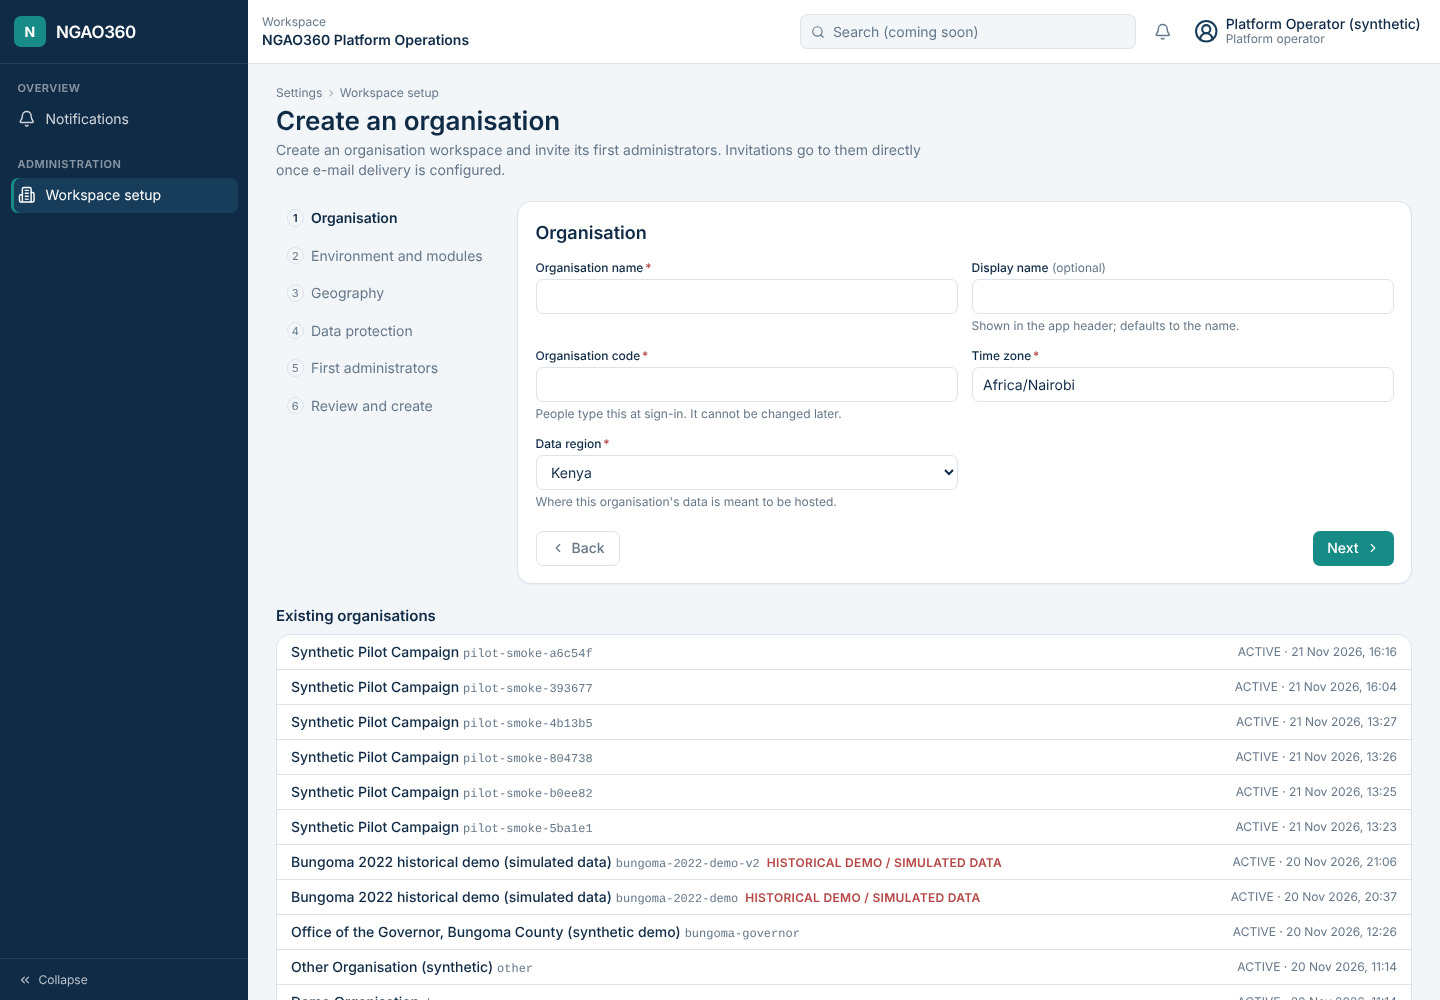 N NGAO360
OVERVIEW
Notifications
ADMINISTRATION
Workspace setup
Collapse
Workspace
NGAO360 Platform Operations
Search (coming soon)
Platform Operator (synthetic)
Platform operator
Settings › Workspace setup
Create an organisation
Create an organisation workspace and invite its first administrators. Invitations go to them directly
once e-mail delivery is configured.
1 Organisation
2 Environment and modules
3 Geography
4 Data protection
5 First administrators
6 Review and create
Organisation
Organisation name *
Display name (optional)
Shown in the app header; defaults to the name.
Organisation code *
Time zone *
Africa/Nairobi
People type this at sign-in. It cannot be changed later.
Data region *
Kenya
Where this organisation's data is meant to be hosted.
Back
Next
Existing organisations
Synthetic Pilot Campaign pilot-smoke-a6c54f ACTIVE · 21 Nov 2026, 16:16
Synthetic Pilot Campaign pilot-smoke-393677 ACTIVE · 21 Nov 2026, 16:04
Synthetic Pilot Campaign pilot-smoke-4b13b5 ACTIVE · 21 Nov 2026, 13:27
Synthetic Pilot Campaign pilot-smoke-804738 ACTIVE · 21 Nov 2026, 13:26
Synthetic Pilot Campaign pilot-smoke-b0ee82 ACTIVE · 21 Nov 2026, 13:25
Synthetic Pilot Campaign pilot-smoke-5ba1e1 ACTIVE · 21 Nov 2026, 13:23
Bungoma 2022 historical demo (simulated data) bungoma-2022-demo-v2 HISTORICAL DEMO / SIMULATED DATA ACTIVE · 20 Nov 2026, 21:06
Bungoma 2022 historical demo (simulated data) bungoma-2022-demo HISTORICAL DEMO / SIMULATED DATA ACTIVE · 20 Nov 2026, 20:37
Office of the Governor, Bungoma County (synthetic demo) bungoma-governor ACTIVE · 20 Nov 2026, 12:26
Other Organisation (synthetic) other ACTIVE · 20 Nov 2026, 11:14